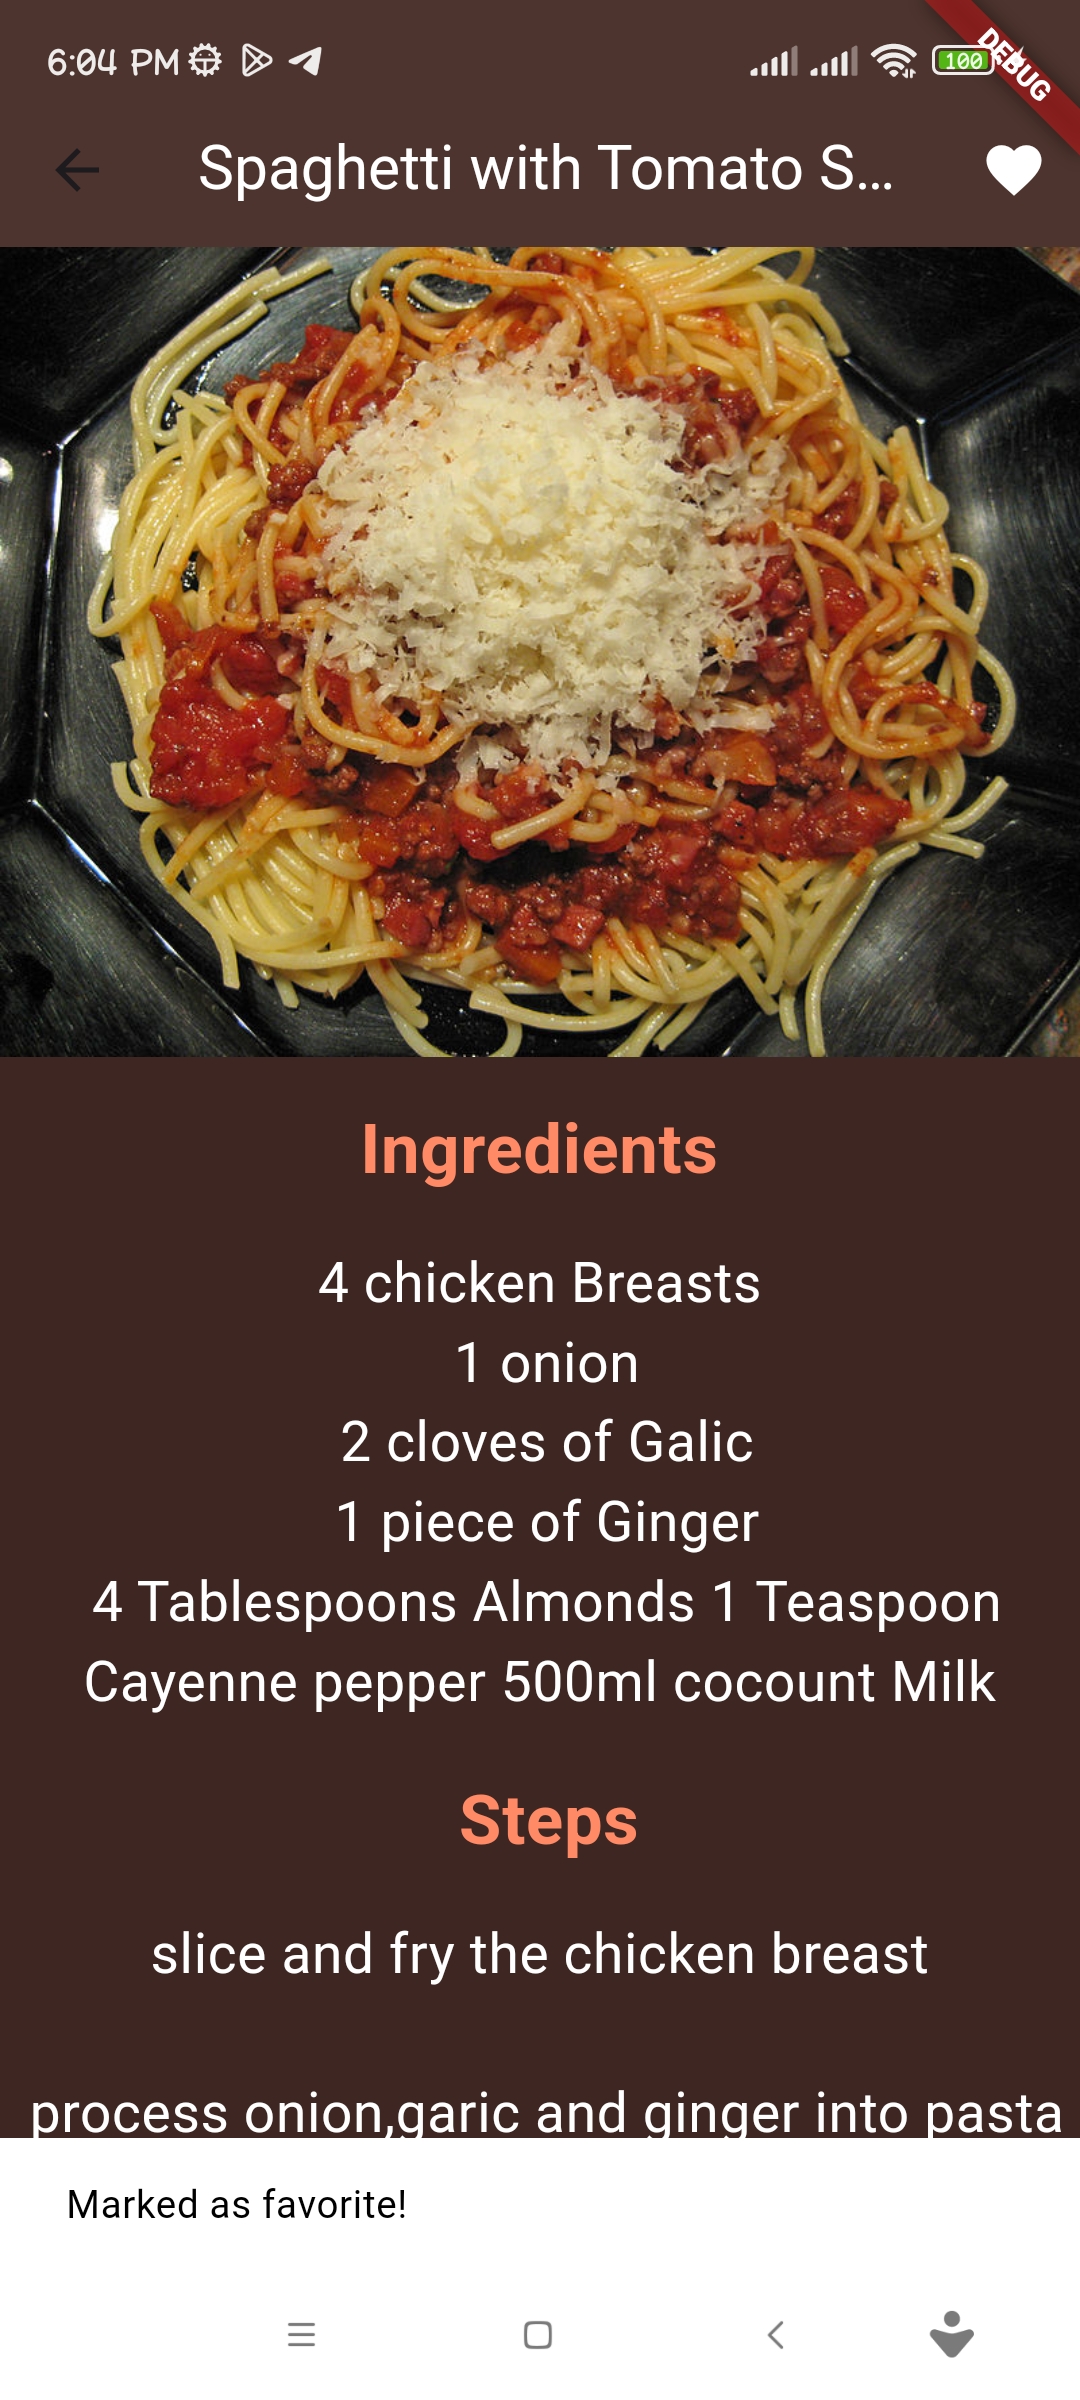 6:04 PM
100
DEBUG
Spaghetti with Tomato S...
Ingredients
4 chicken Breasts
1 onion
2 cloves of Galic
1 piece of Ginger
4 Tablespoons Almonds 1 Teaspoon
Cayenne pepper 500ml cocount Milk
Steps
slice and fry the chicken breast
process onion,garic and ginger into pasta
Marked as favorite!